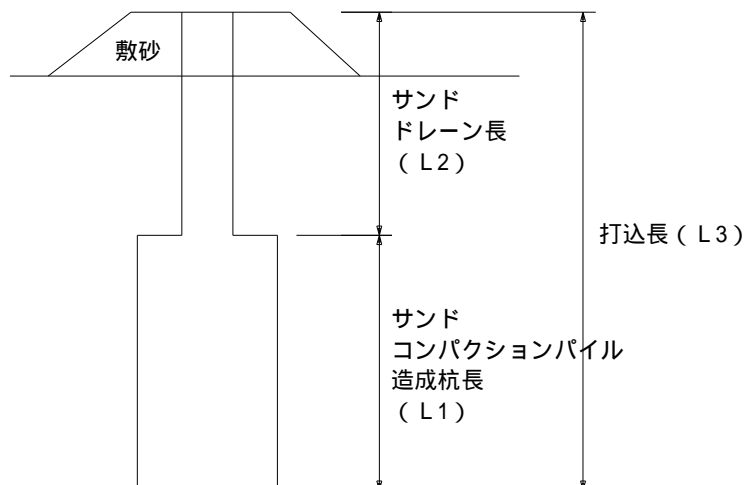 敷砂
サンド
ドレーン長
（L2）
打込長（L3）
サンド
コンパクションパイル
造成杭長
（L1）